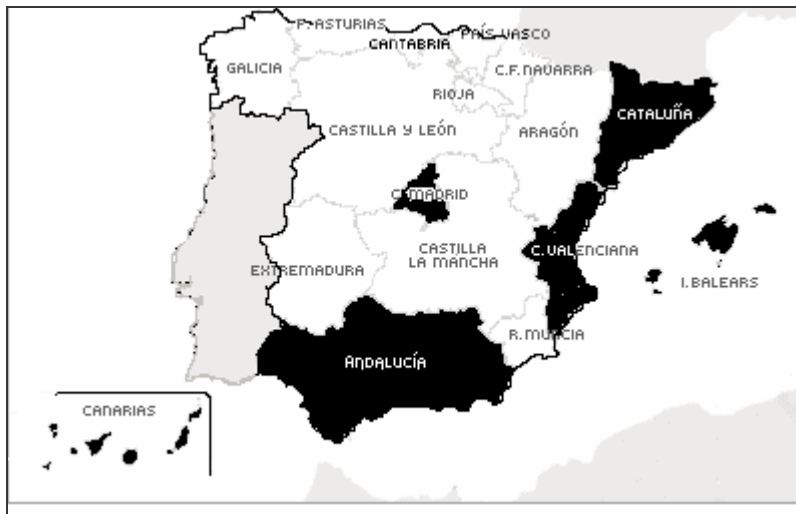 P. ASTURIAS
PAÍS VASCO
CANTABRIA
GALICIA
C.F. NAVARRA
RIOJA
CATALUÑA
CASTILLA Y LEÓN
ARAGÓN
C. MADRID
CASTILLA
LA MANCHA
C. VALENCIANA
EXTREMADURA
I. BALEARS
R. MURCIA
ANDALUCÍA
CANARIAS